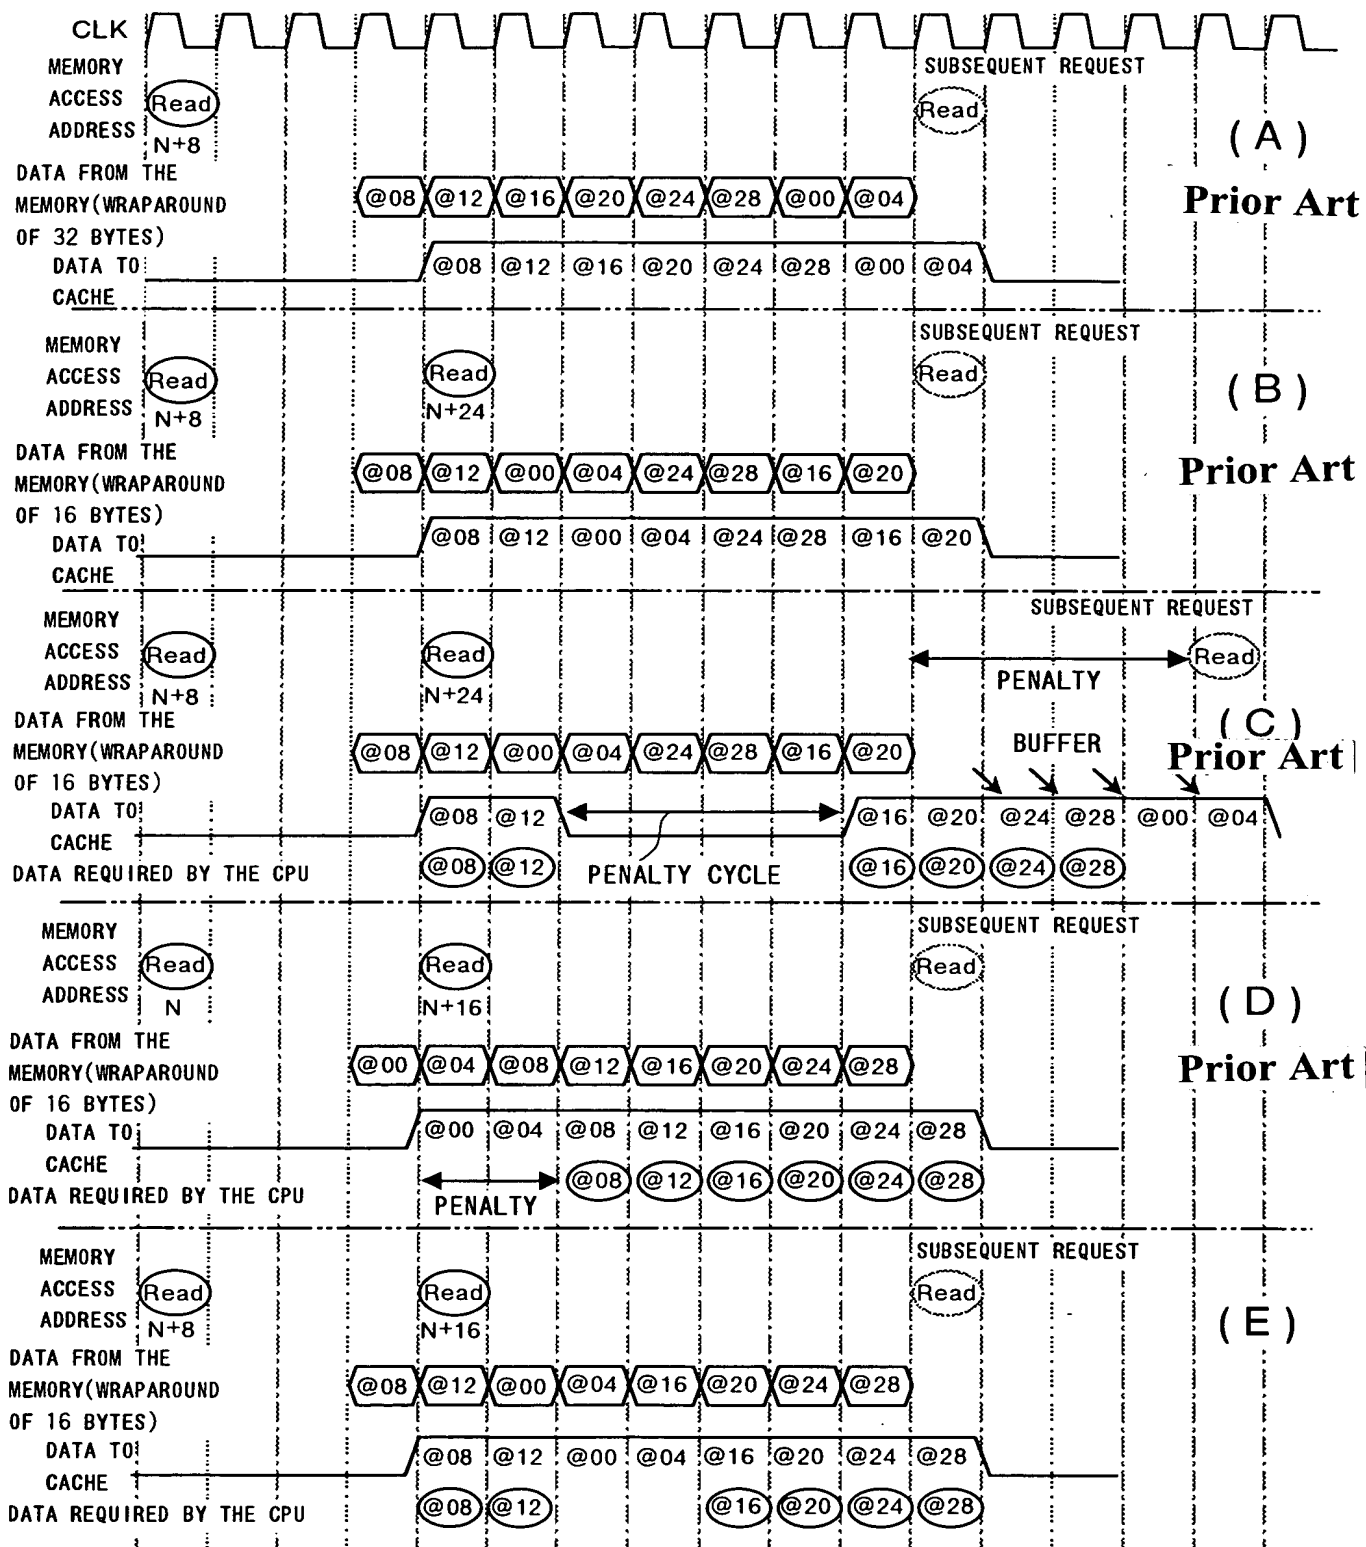 CLK
MEMORY
SUBSEQUENT REQUEST
ACCESS
Read
Read
ADDRESS
N+8
( A )
DATA FROM THE
MEMORY(WRAPAROUND
@08 @12 @16 @20 @24 @28 @00 @04
Prior Art
OF 32 BYTES)
DATA TO
@08 @12 @16 @20 @24 @28 @00 @04
CACHE
MEMORY
SUBSEQUENT REQUEST
ACCESS
Read
Read
Read
ADDRESS
N+8
N+24
( B )
DATA FROM THE
MEMORY(WRAPAROUND
@08 @12 @00 @04 @24 @28 @16 @20
Prior Art
OF 16 BYTES)
DATA TO
@08 @12 @00 @04 @24 @28 @16 @20
CACHE
MEMORY
SUBSEQUENT REQUEST
ACCESS
Read
Read
Read
ADDRESS
N+8
N+24
PENALTY
( C )
DATA FROM THE
MEMORY(WRAPAROUND
@08 @12 @00 @04 @24 @28 @16 @20
BUFFER
Prior Art
OF 16 BYTES)
DATA TO
@08 @12 @16 @20 @24 @28 @00 @04
CACHE
DATA REQUIRED BY THE CPU
@08 @12
PENALTY CYCLE
@16 @20 @24 @28
MEMORY
SUBSEQUENT REQUEST
ACCESS
Read
Read
Read
ADDRESS
N
N+16
( D )
DATA FROM THE
MEMORY(WRAPAROUND
@00 @04 @08 @12 @16 @20 @24 @28
Prior Art
OF 16 BYTES)
DATA TO
@00 @04 @08 @12 @16 @20 @24 @28
CACHE
DATA REQUIRED BY THE CPU
PENALTY
@08 @12 @16 @20 @24 @28
MEMORY
SUBSEQUENT REQUEST
ACCESS
Read
Read
Read
ADDRESS
N+8
N+16
( E )
DATA FROM THE
MEMORY(WRAPAROUND
@08 @12 @00 @04 @16 @20 @24 @28
OF 16 BYTES)
DATA TO
@08 @12 @00 @04 @16 @20 @24 @28
CACHE
DATA REQUIRED BY THE CPU
@08 @12 @16 @20 @24 @28